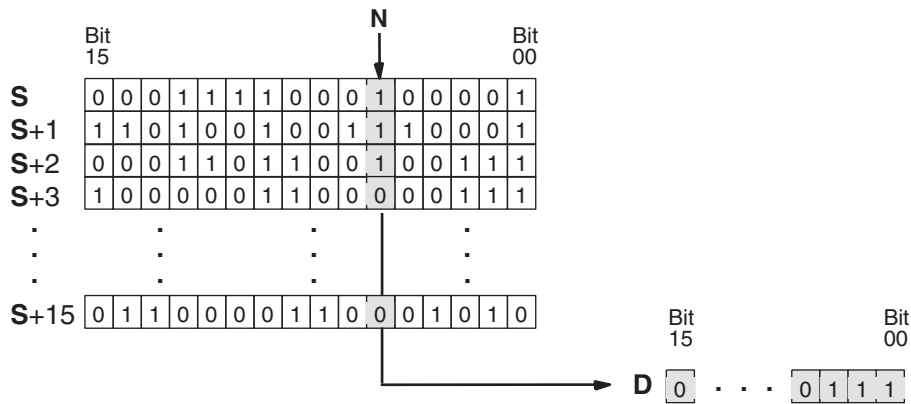 N
Bit 15
Bit 00
S 0 0 0 1 1 1 1 0 0 0 1 0 0 0 0 1
S+1 1 1 0 1 0 0 1 0 0 1 1 1 0 0 0 1
S+2 0 0 0 1 1 0 1 1 0 0 1 0 0 1 1 1
S+3 1 0 0 0 0 0 1 1 0 0 0 0 0 1 1 1
. . . .
. . . .
. . . .
S+15 0 1 1 0 0 0 0 1 1 0 0 0 1 0 1 0
Bit 15
Bit 00
D 0 . . . 0 1 1 1